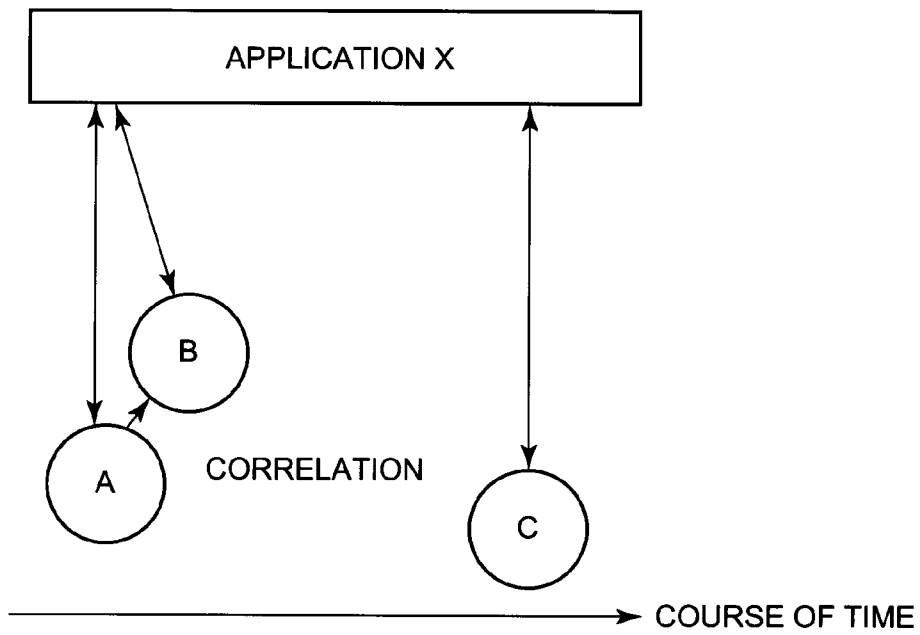 APPLICATION X
B
A
CORRELATION
C
COURSE OF TIME